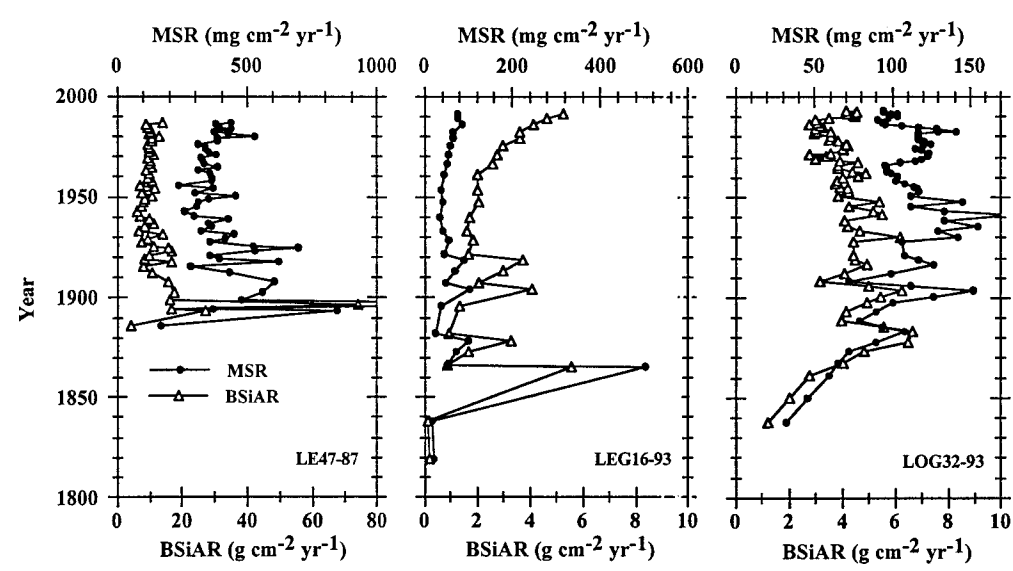 MSR (mg cm-2 yr-1) MSR (mg cm-2 yr-1) MSR (mg cm-2 yr-1)
0 500 1000 0 200 400 600 0 50 100 150
2000
1950
1900
1850
1800
Year
MSR
BSiAR
LE47-87 LEG16-93 LOG32-93
0 20 40 60 80 0 2 4 6 8 10 0 2 4 6 8 10
BSiAR (g cm-2 yr-1) BSiAR (g cm-2 yr-1) BSiAR (g cm-2 yr-1)